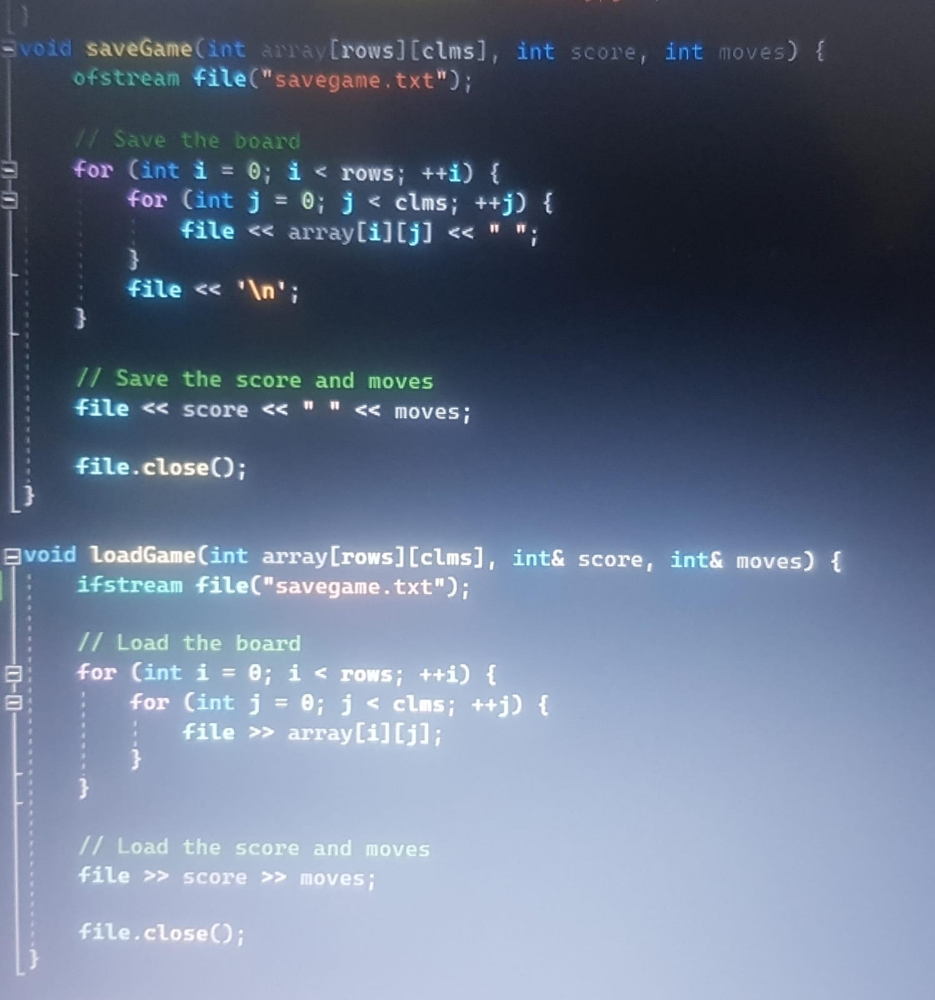 }
void saveGame(int array[rows][clms], int score, int moves) {
    ofstream file("savegame.txt");

    // Save the board
    for (int i = 0; i < rows; ++i) {
        for (int j = 0; j < clms; ++j) {
            file << array[i][j] << " ";
        }
        file << '\n';
    }

    // Save the score and moves
    file << score << " " << moves;

    file.close();
}

void loadGame(int array[rows][clms], int& score, int& moves) {
    ifstream file("savegame.txt");

    // Load the board
    for (int i = 0; i < rows; ++i) {
        for (int j = 0; j < clms; ++j) {
            file >> array[i][j];
        }
    }

    // Load the score and moves
    file >> score >> moves;

    file.close();
}